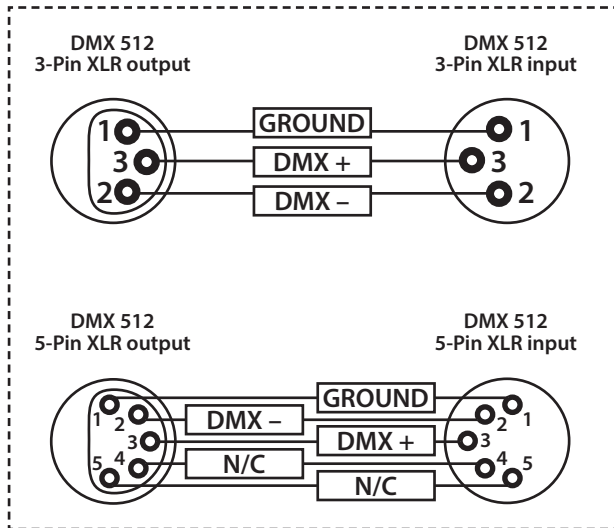 DMX 512 DMX 512
3-Pin XLR output 3-Pin XLR input
1 GROUND 1
3 DMX + 3
2 DMX – 2
DMX 512 DMX 512
5-Pin XLR output 5-Pin XLR input
GROUND
1 2 DMX – 2 1
3 DMX + 3
5 4 N/C 4 5
N/C